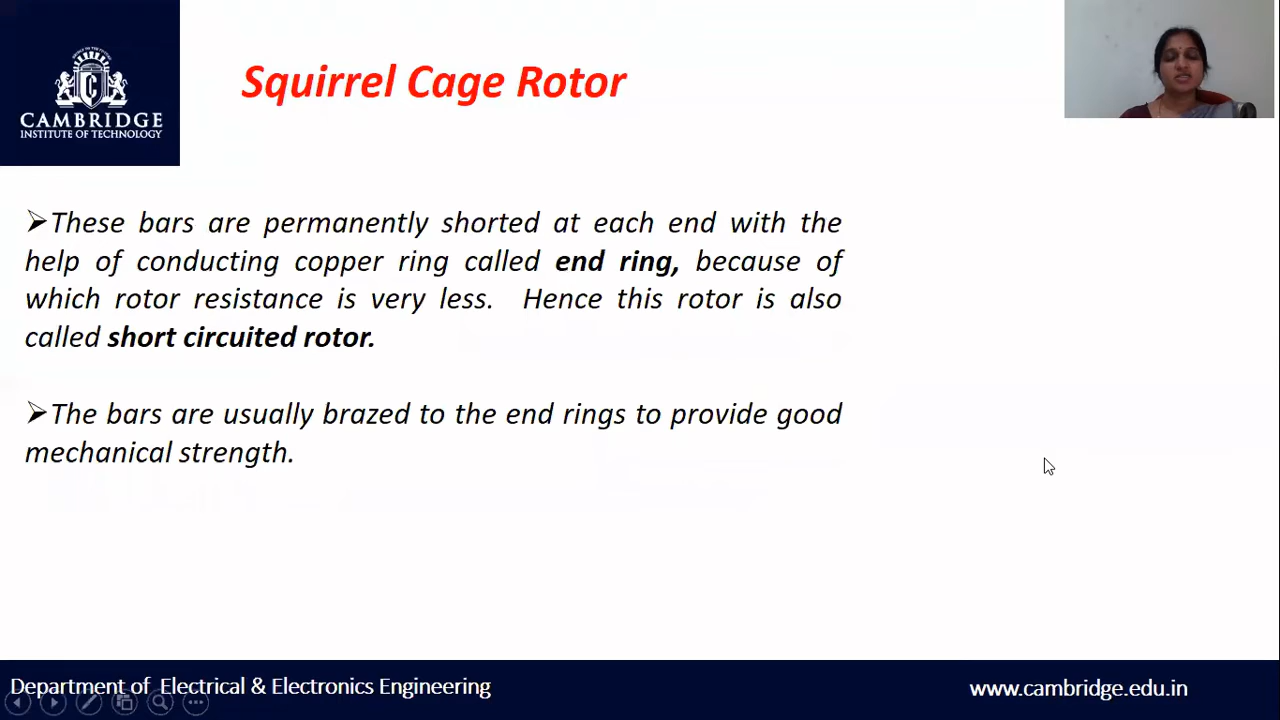 CAMBRIDGE
INSTITUTE OF TECHNOLOGY
Squirrel Cage Rotor
➢These bars are permanently shorted at each end with the
help of conducting copper ring called end ring, because of
which rotor resistance is very less. Hence this rotor is also
called short circuited rotor.
➢The bars are usually brazed to the end rings to provide good
mechanical strength.
Department of Electrical & Electronics Engineering
www.cambridge.edu.in